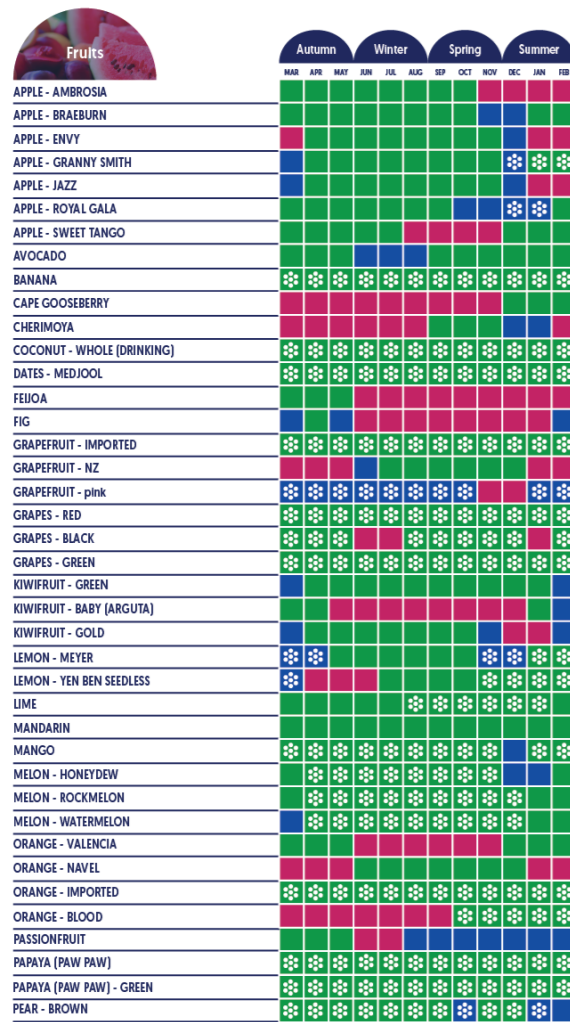 Fruits
Autumn Winter Spring Summer
MAR APR MAY JUN JUL AUG SEP OCT NOV DEC JAN FEB
APPLE - AMBROSIA
APPLE - BRAEBURN
APPLE - ENVY
APPLE - GRANNY SMITH
APPLE - JAZZ
APPLE - ROYAL GALA
APPLE - SWEET TANGO
AVOCADO
BANANA
CAPE GOOSEBERRY
CHERIMOYA
COCONUT - WHOLE (DRINKING)
DATES - MEDJOOL
FEIJOA
FIG
GRAPEFRUIT - IMPORTED
GRAPEFRUIT - NZ
GRAPEFRUIT - pink
GRAPES - RED
GRAPES - BLACK
GRAPES - GREEN
KIWIFRUIT - GREEN
KIWIFRUIT - BABY (ARGUTA)
KIWIFRUIT - GOLD
LEMON - MEYER
LEMON - YEN BEN SEEDLESS
LIME
MANDARIN
MANGO
MELON - HONEYDEW
MELON - ROCKMELON
MELON - WATERMELON
ORANGE - VALENCIA
ORANGE - NAVEL
ORANGE - IMPORTED
ORANGE - BLOOD
PASSIONFRUIT
PAPAYA (PAW PAW)
PAPAYA (PAW PAW) - GREEN
PEAR - BROWN